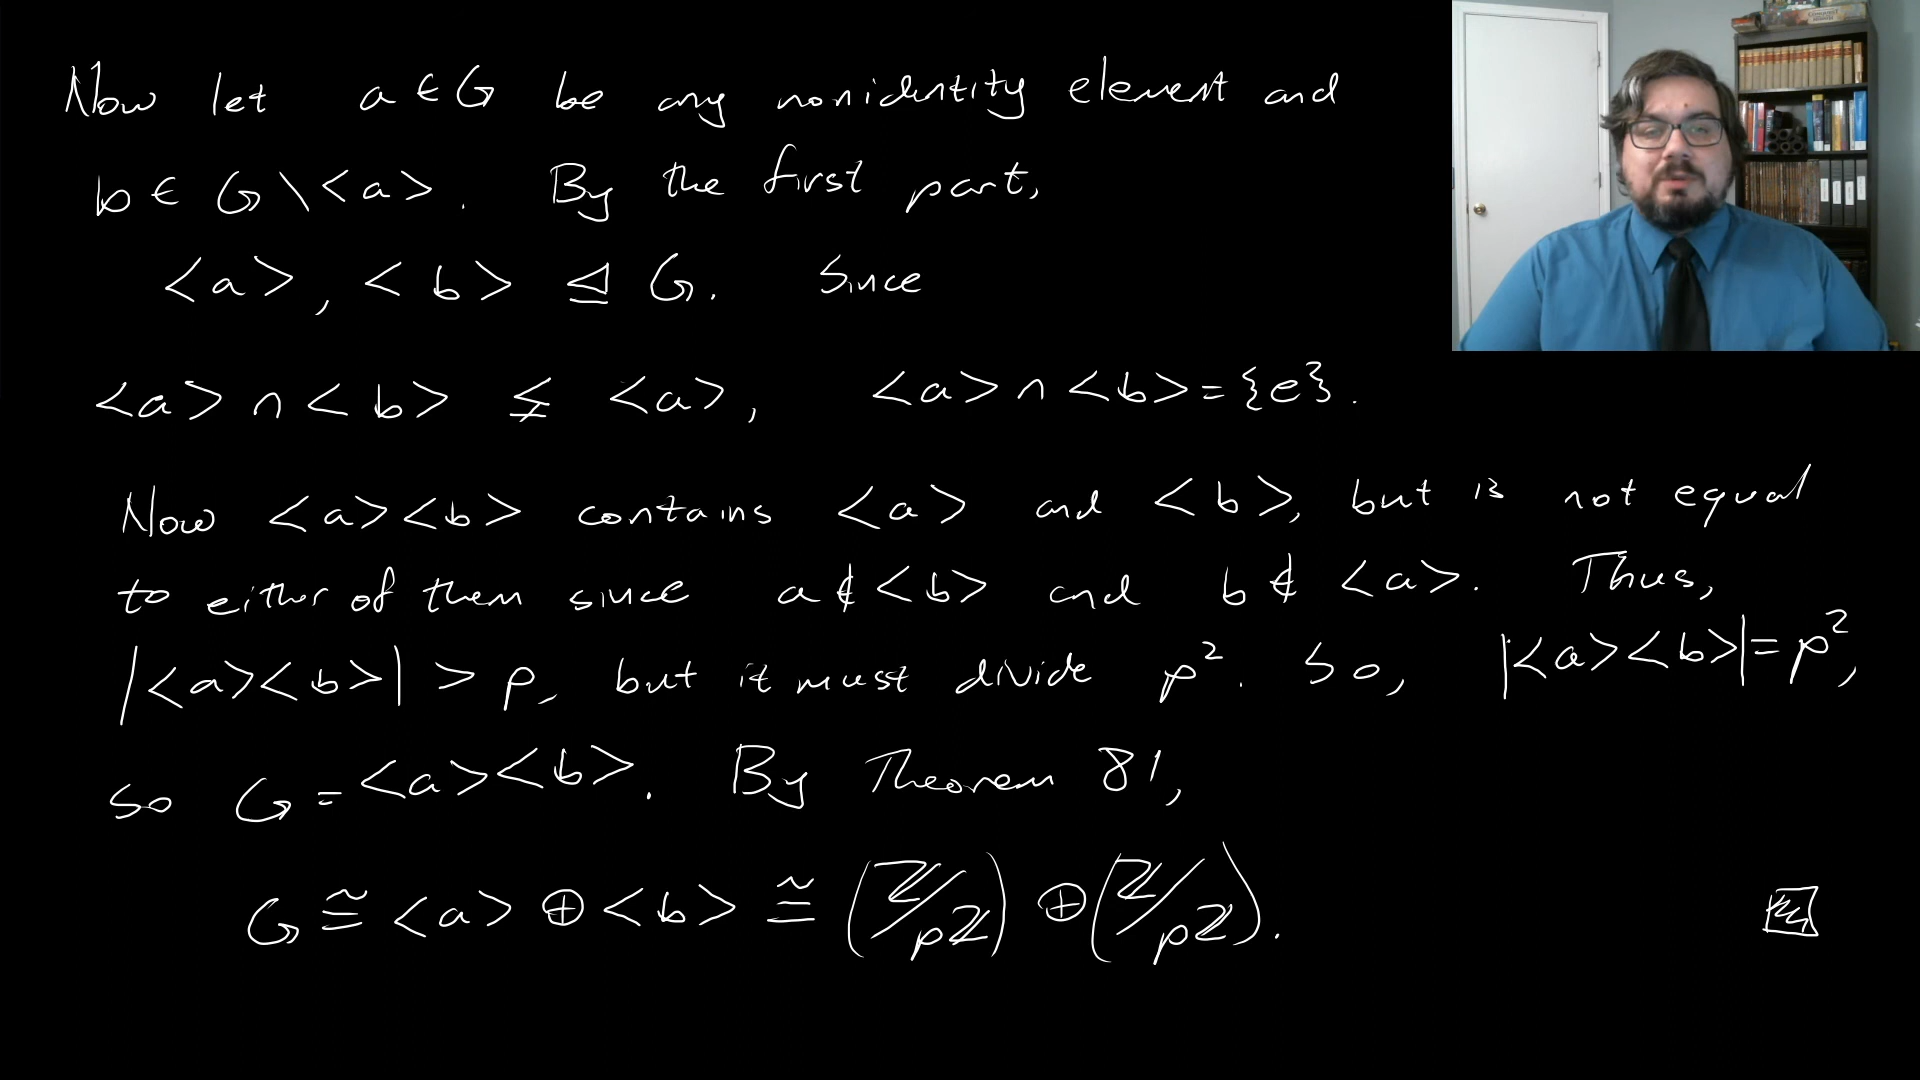 Now let a ∈ G be any nonidentity element and
b ∈ G \ <a>. By the first part,
<a>, <b> ⊴ G. Since
<a> ∩ <b> ≨ <a>, <a> ∩ <b> = {e}.
Now <a><b> contains <a> and <b>, but is not equal
to either of them since a ∉ <b> and b ∉ <a>. Thus,
|<a><b>| > p, but it must divide p². So, |<a><b>| = p²,
so G = <a><b>. By Theorem 81,
G ≅ <a> ⊕ <b> ≅ (ℤ/pℤ) ⊕ (ℤ/pℤ).